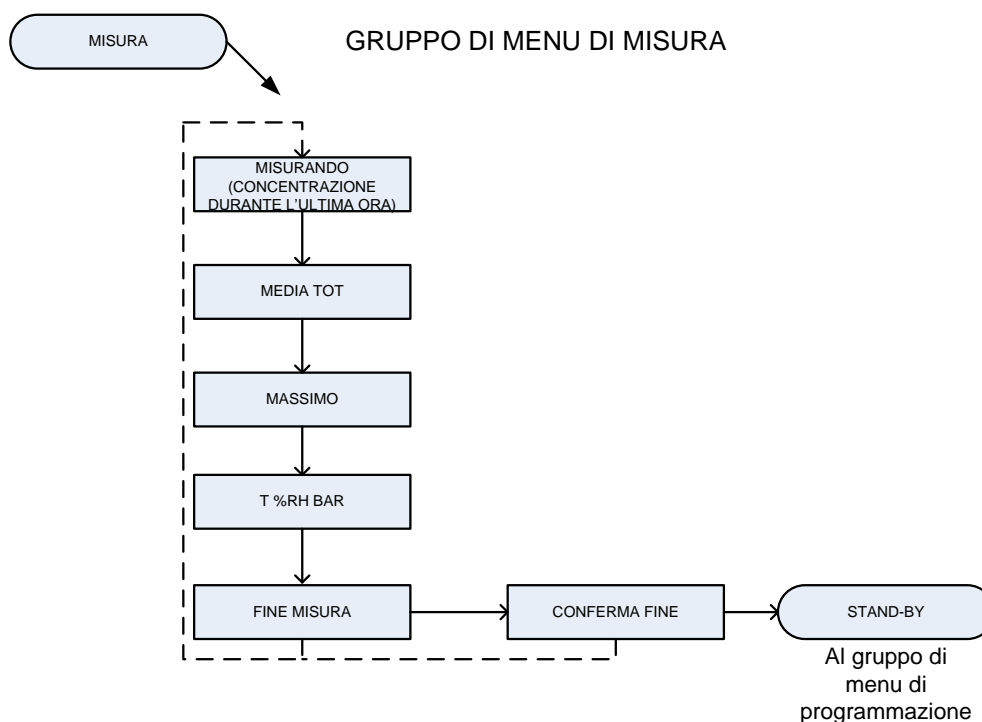 MISURA
GRUPPO DI MENU DI MISURA
MISURANDO
(CONCENTRAZIONE
DURANTE L'ULTIMA ORA)
MEDIA TOT
MASSIMO
T %RH BAR
FINE MISURA
CONFERMA FINE
STAND-BY
Al gruppo di
menu di
programmazione